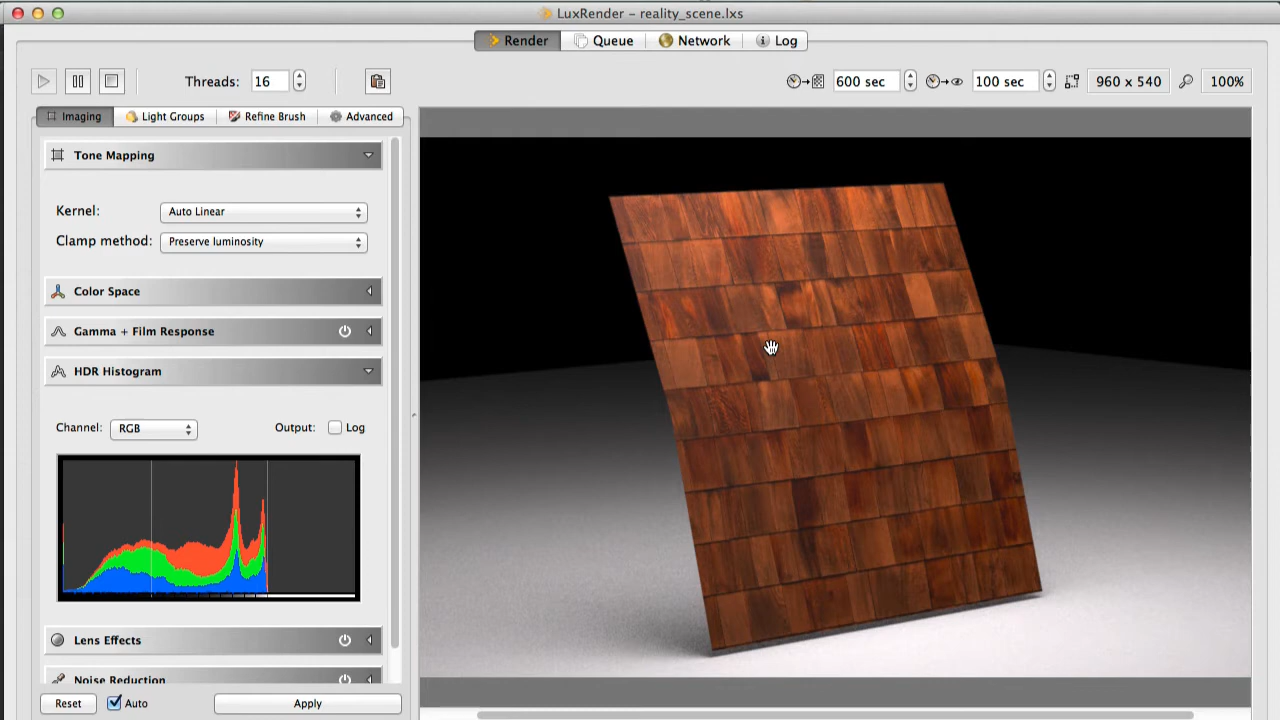 LuxRender – reality_scene.lxs
Render Queue Network Log
Threads: 16 600 sec 100 sec 960 x 540 100%
Imaging Light Groups Refine Brush Advanced
Tone Mapping
Kernel: Auto Linear
Clamp method: Preserve luminosity
Color Space
Gamma + Film Response
HDR Histogram
Channel: RGB Output: Log
Lens Effects
Noise Reduction
Reset Auto Apply